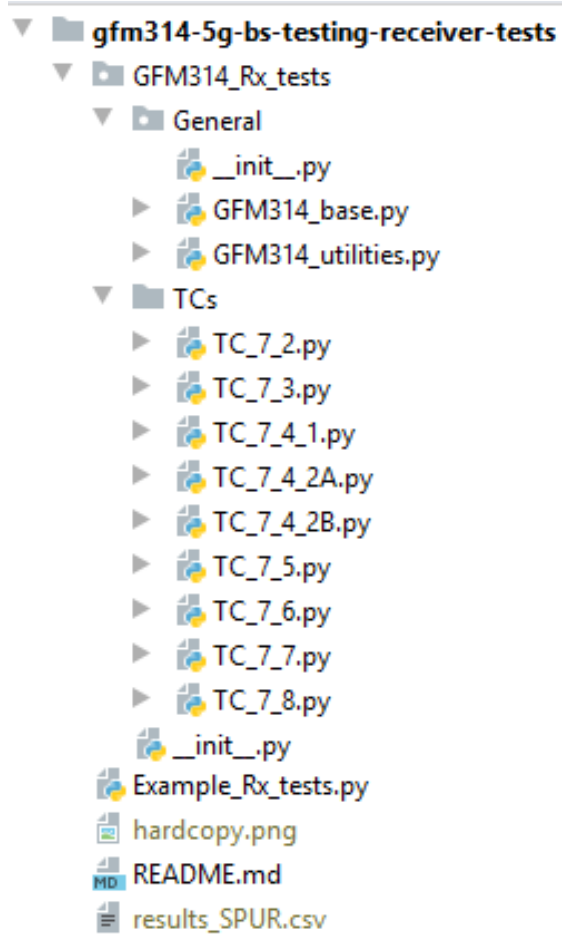 gfm314-5g-bs-testing-receiver-tests
GFM314_Rx_tests
General
__init__.py
GFM314_base.py
GFM314_utilities.py
TCs
TC_7_2.py
TC_7_3.py
TC_7_4_1.py
TC_7_4_2A.py
TC_7_4_2B.py
TC_7_5.py
TC_7_6.py
TC_7_7.py
TC_7_8.py
__init__.py
Example_Rx_tests.py
hardcopy.png
MD README.md
results_SPUR.csv